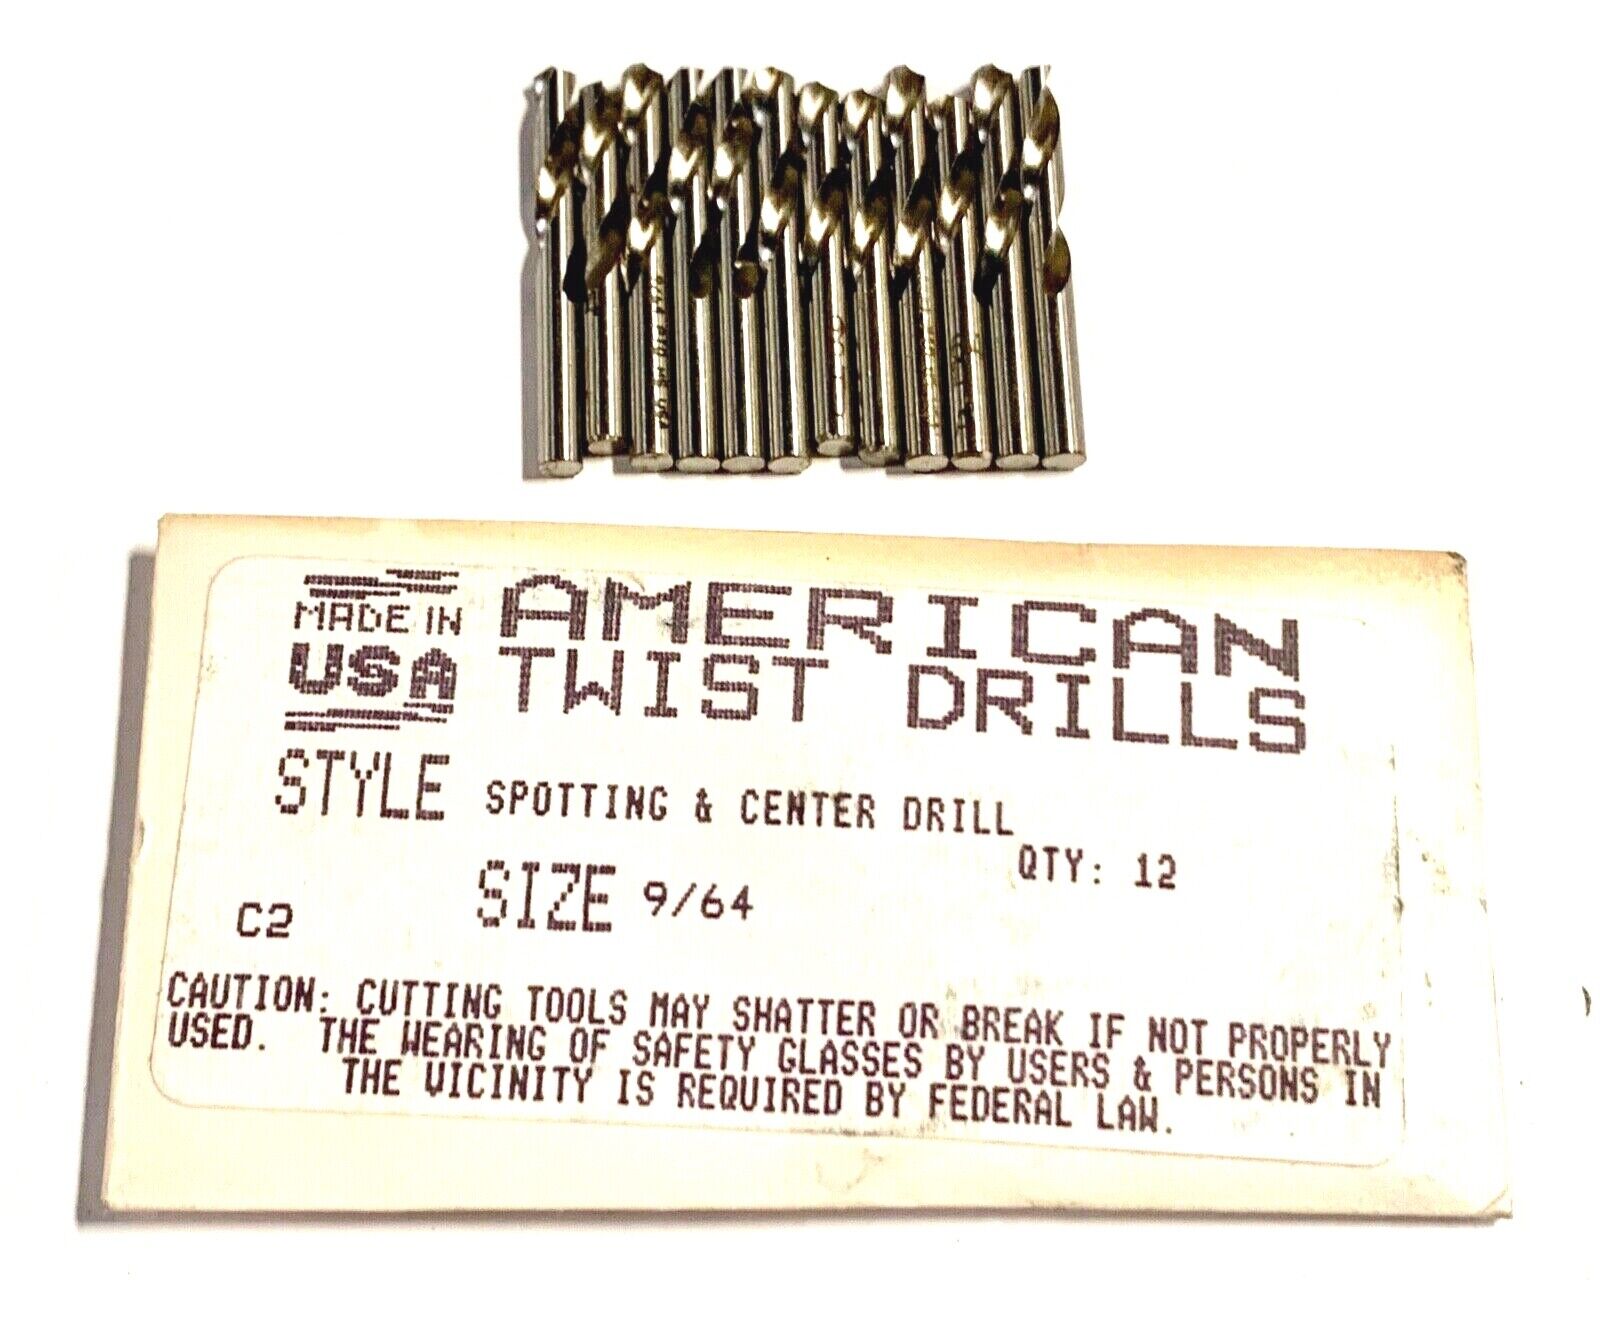 MADE IN
USA
AMERICAN
TWIST DRILLS
STYLE SPOTTING & CENTER DRILL
QTY: 12
C2 SIZE 9/64
CAUTION: CUTTING TOOLS MAY SHATTER OR BREAK IF NOT PROPERLY
USED. THE WEARING OF SAFETY GLASSES BY USERS & PERSONS IN
THE VICINITY IS REQUIRED BY FEDERAL LAW.